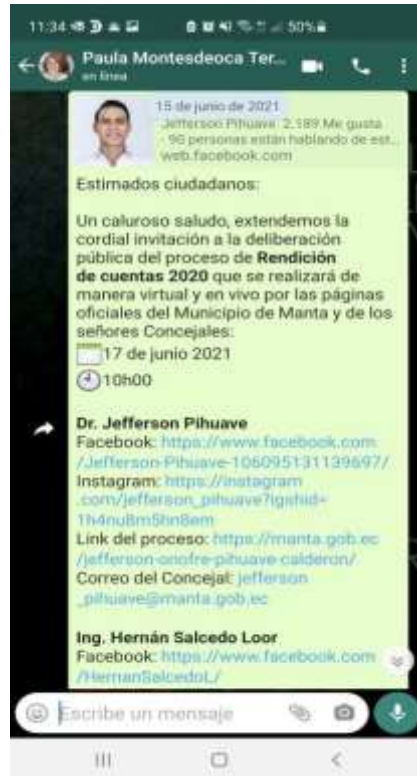 11:34
50%
Paula Montesdeoca Ter...
en línea
15 de junio de 2021
Jefferson Pihuave. 2,189 Me gusta
· 90 personas están hablando de est...
web.facebook.com
Estimados ciudadanos:
Un caluroso saludo, extendemos la
cordial invitación a la deliberación
pública del proceso de Rendición
de cuentas 2020 que se realizará de
manera virtual y en vivo por las páginas
oficiales del Municipio de Manta y de los
señores Concejales:
17 de junio 2021
10h00
Dr. Jefferson Pihuave
Facebook: https://www.facebook.com
/Jefferson-Pihuave-106095131139697/
Instagram: https://instagram
.com/jefferson_pihuave?igshid=
1h4nu8m5hn8em
Link del proceso: https://manta.gob.ec
/jefferson-onofre-pihuave-calderon/
Correo del Concejal: jefferson
_pihuave@manta.gob.ec
Ing. Hernán Salcedo Loor
Facebook: https://www.facebook.com
/HernanSalcedoL/
Escribe un mensaje